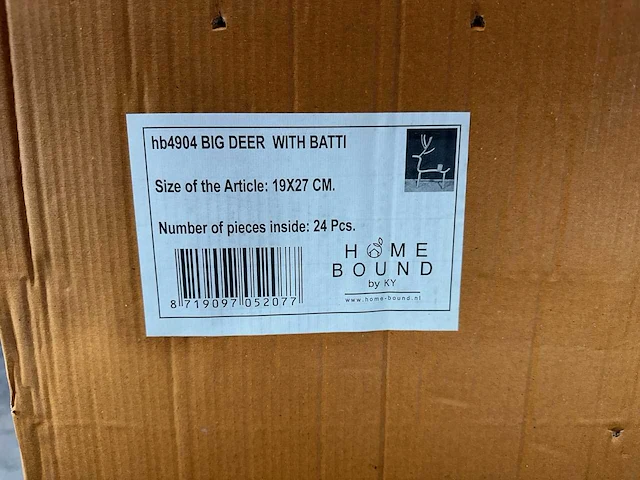 hb4904 BIG DEER WITH BATTI
Size of the Article: 19X27 CM.
Number of pieces inside: 24 Pcs.
8 719097 052077
HOME
BOUND
by KY
www.home-bound.nl